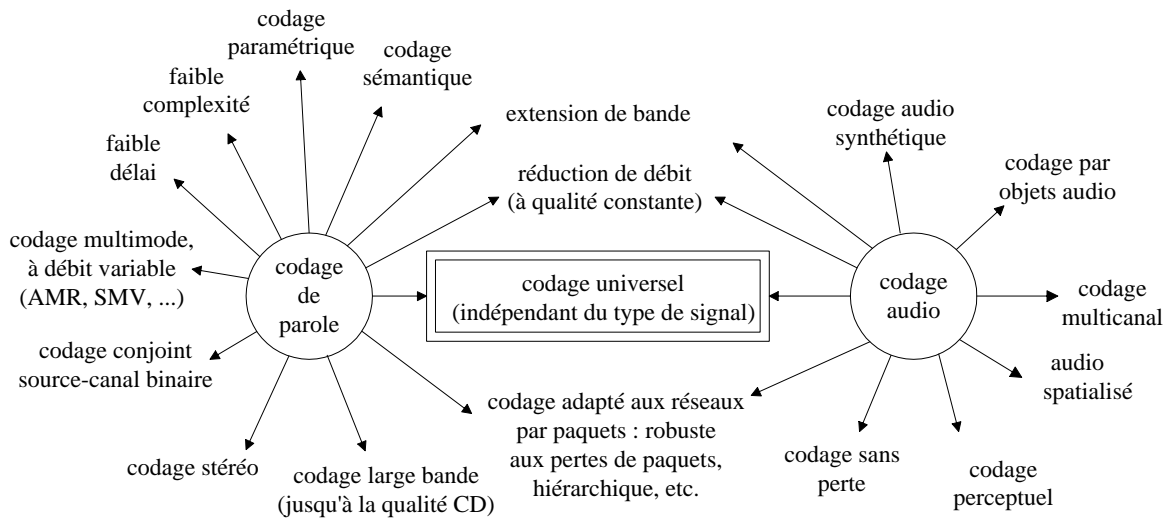 codage
paramétrique
codage
sémantique
faible
complexité
faible
délai
codage multimode,
à débit variable
(AMR, SMV, ...)
codage
de
parole
codage conjoint
source-canal binaire
codage stéréo
codage large bande
(jusqu'à la qualité CD)
extension de bande
réduction de débit
(à qualité constante)
codage universel
(indépendant du type de signal)
codage adapté aux réseaux
par paquets : robuste
aux pertes de paquets,
hiérarchique, etc.
codage audio
synthétique
codage par
objets audio
codage
audio
codage
multicanal
audio
spatialisé
codage sans
perte
codage
perceptuel